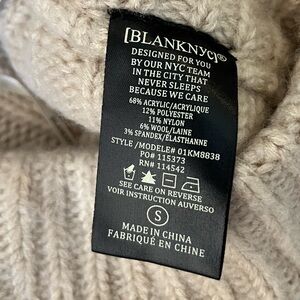 [BLANKNYC]®
DESIGNED FOR YOU
BY OUR NYC TEAM
IN THE CITY THAT
NEVER SLEEPS
BECAUSE WE CARE
68% ACRYLIC/ACRYLIQUE
12% POLYESTER
11% NYLON
6% WOOL/LAINE
3% SPANDEX/ELASTHANNE
STYLE /MODELE# 01KM8838
PO# 115373
RN# 114542
SEE CARE ON REVERSE
VOIR INSTRUCTION AUVERSO
S
MADE IN CHINA
FABRIQUÉ EN CHINE